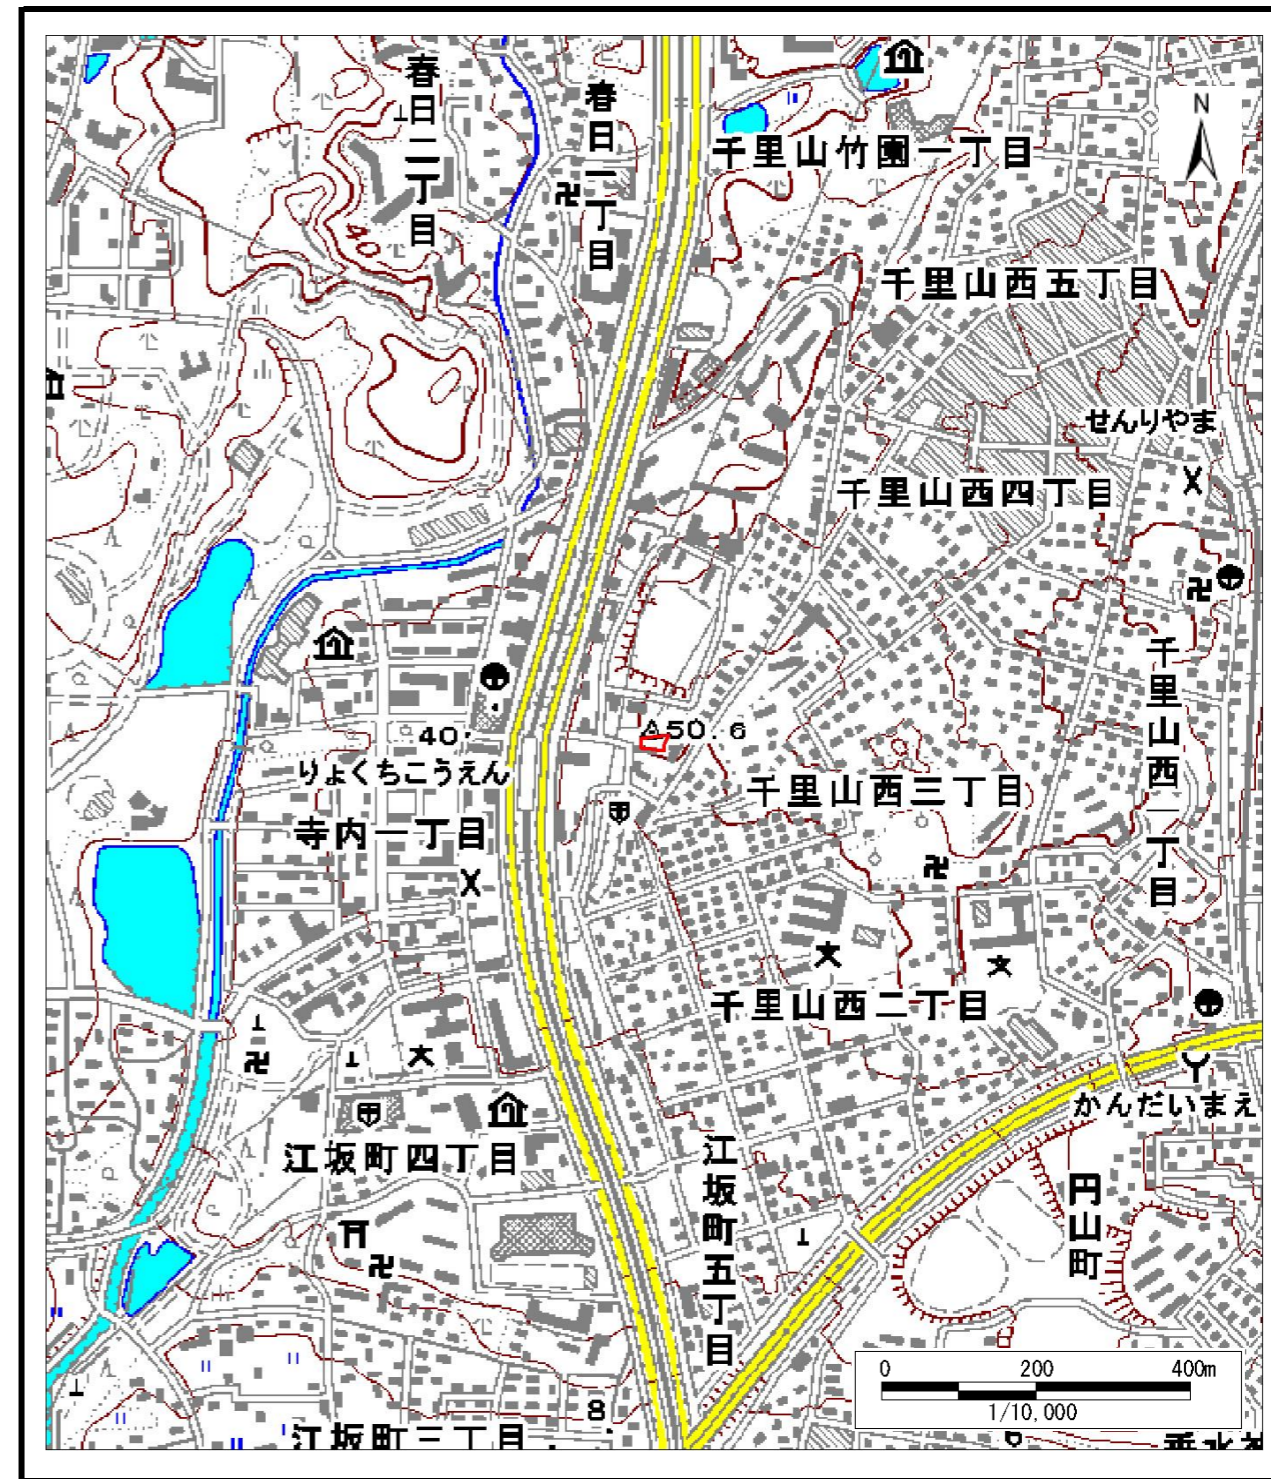 春日二丁目
春日一丁目
N
千里山竹園一丁目
千里山西五丁目
40
せんりやま
千里山西四丁目
千里山西一丁目
50.6
40
りょくちこうえん
千里山西三丁目
寺内一丁目
千里山西二丁目
かんだいまえ
江坂町四丁目
江坂町五丁目
円山町
0 200 400m
1/10,000
8
江坂町三丁目
垂水